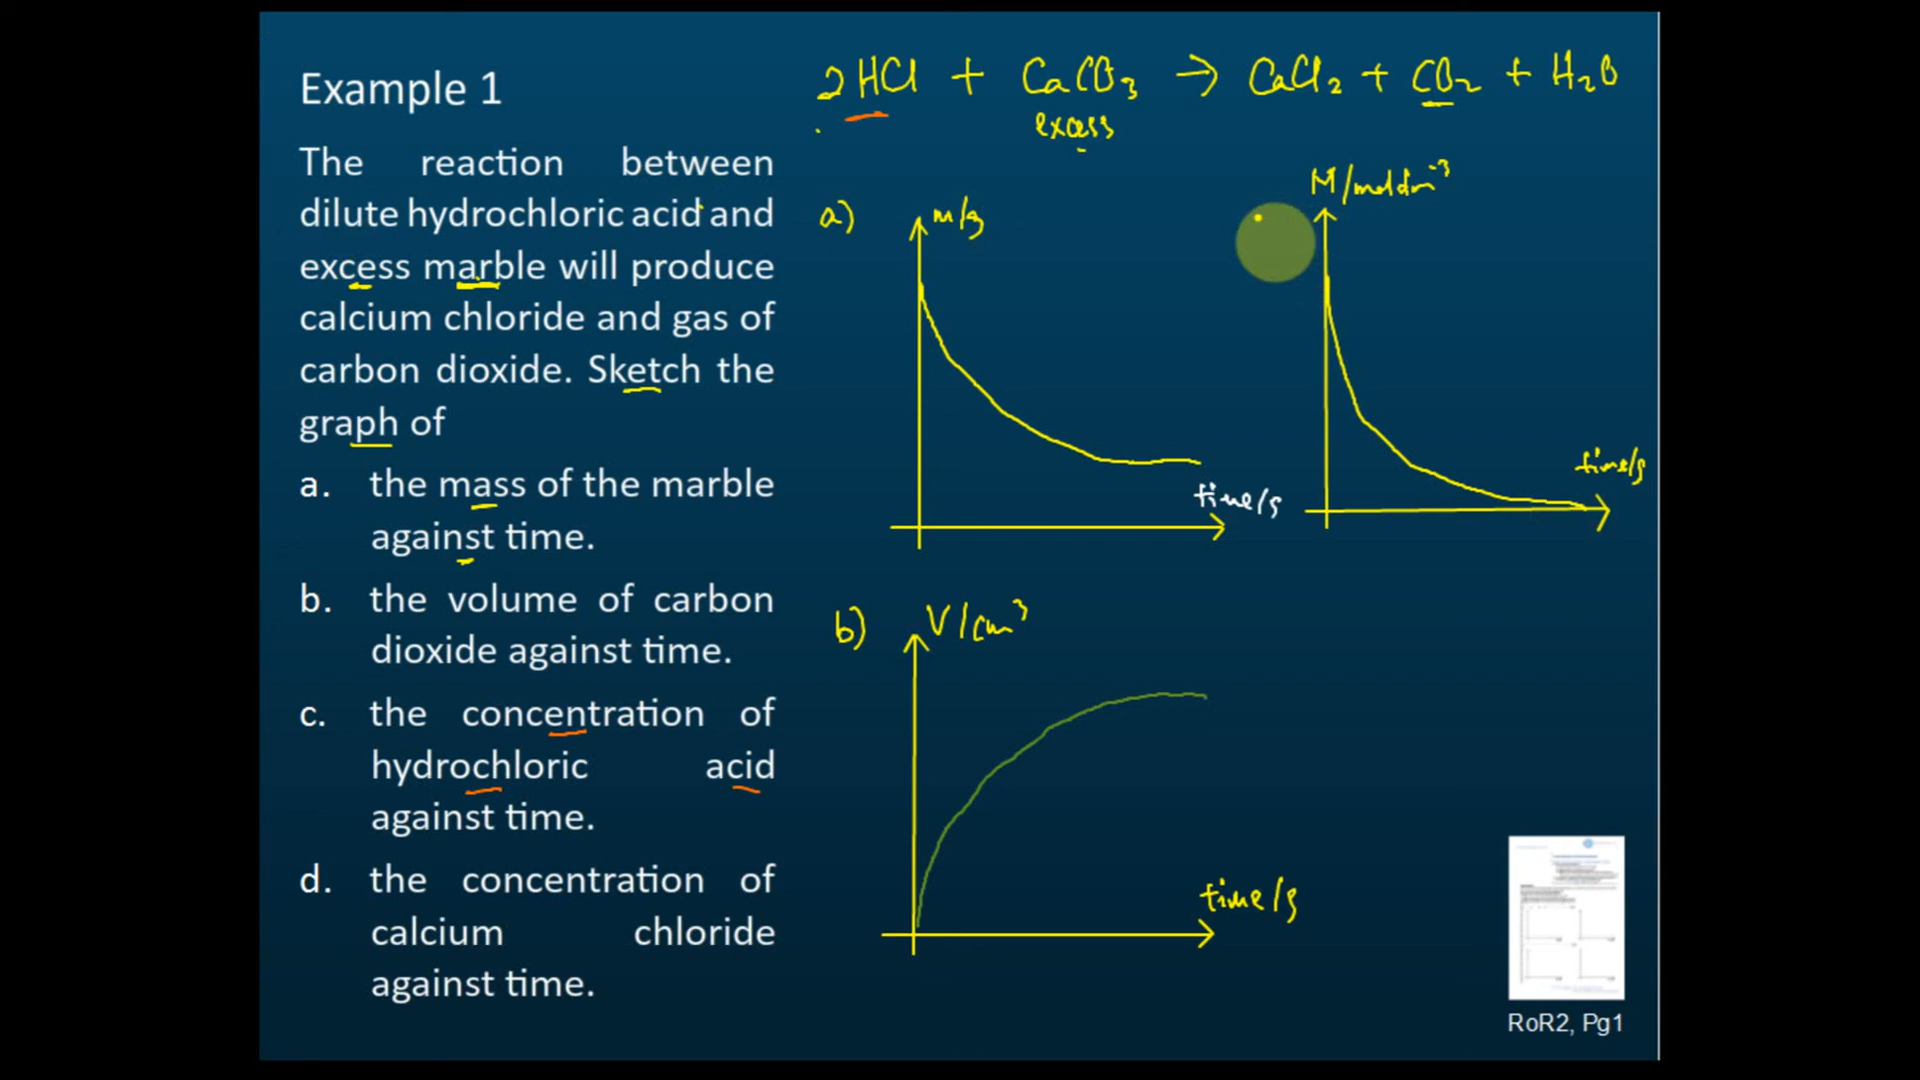 Example 1
The reaction between
dilute hydrochloric acid and
excess marble will produce
calcium chloride and gas of
carbon dioxide. Sketch the
graph of
a. the mass of the marble
against time.
b. the volume of carbon
dioxide against time.
c. the concentration of
hydrochloric acid
against time.
d. the concentration of
calcium chloride
against time.
2HCl + CaCO₃ → CaCl₂ + CO₂ + H₂O
excess
a) m/g
time/s
M/moldm⁻³
time/s
b) V/cm³
time/s
RoR2, Pg1